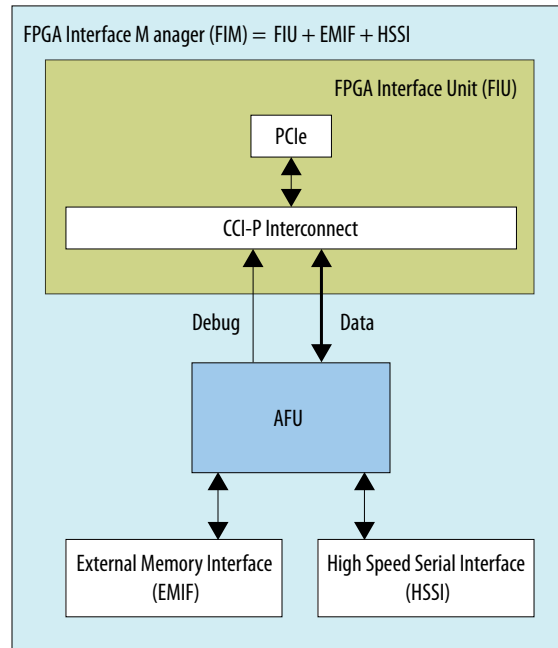 FPGA Interface M anager (FIM) = FIU + EMIF + HSSI
FPGA Interface Unit (FIU)
PCIe
CCI-P Interconnect
Debug
Data
AFU
External Memory Interface
(EMIF)
High Speed Serial Interface
(HSSI)